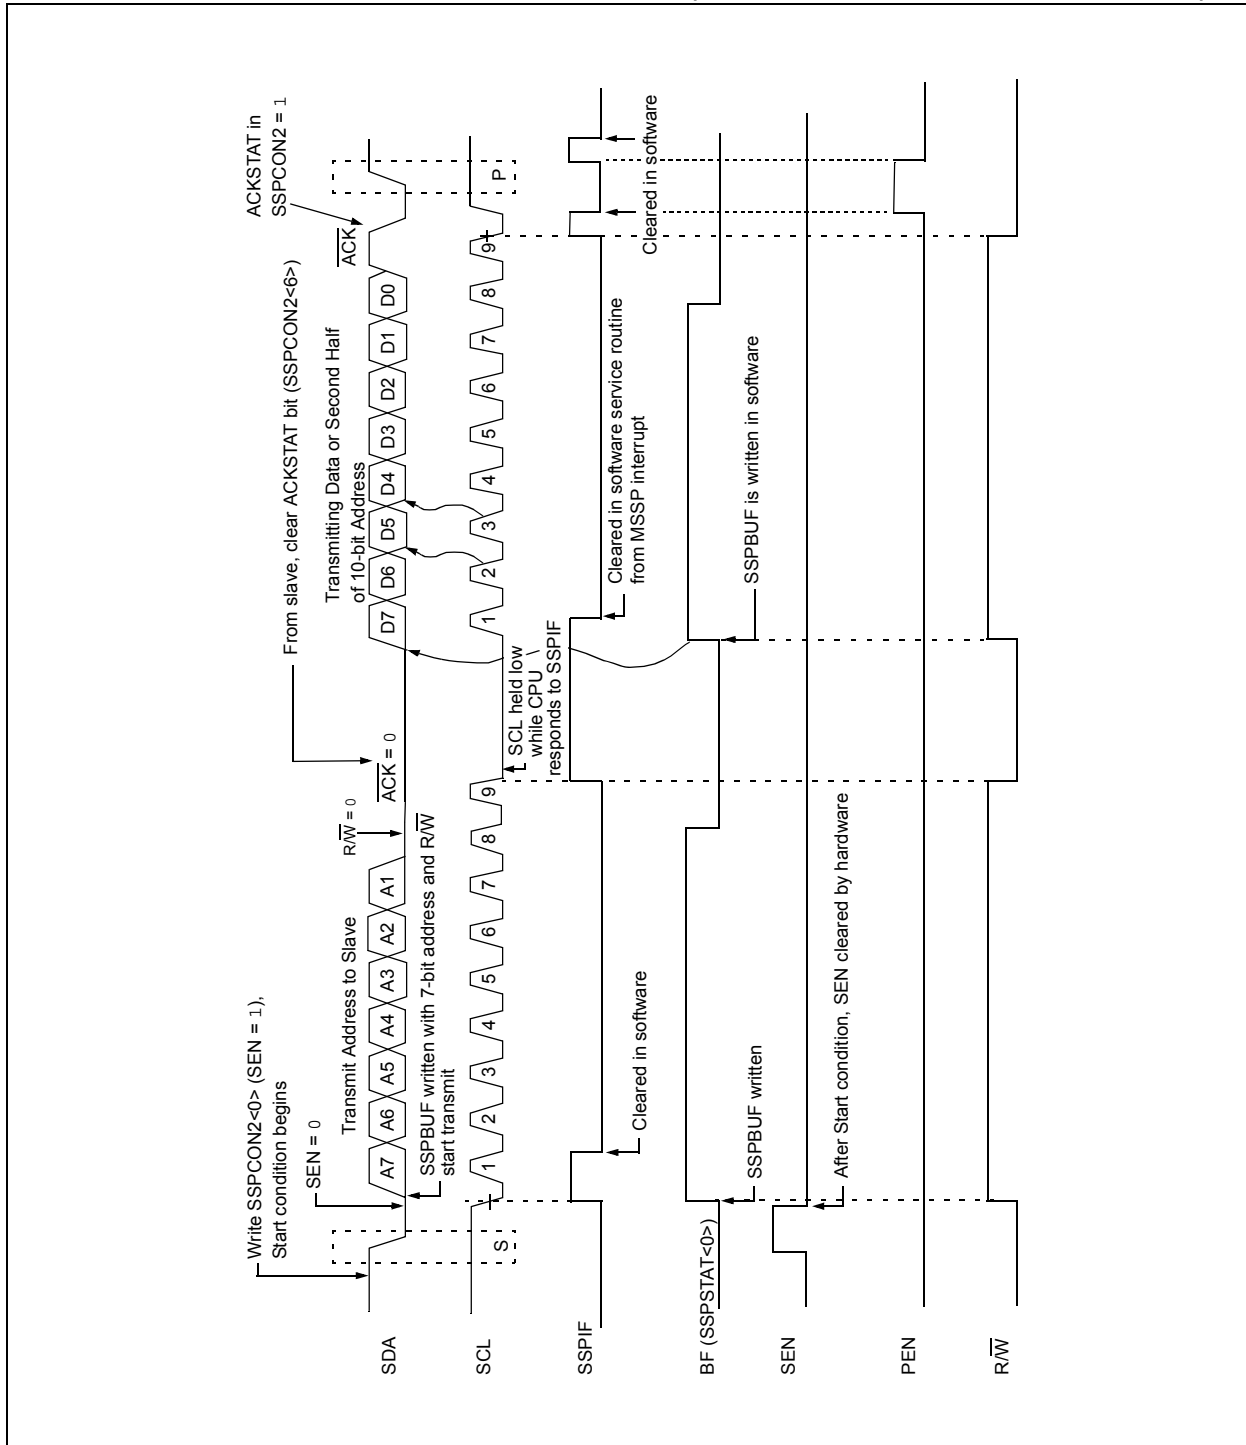 Write SSPCON2<0> (SEN = 1),
Start condition begins
SEN = 0
Transmit Address to Slave
R/W = 0
From slave, clear ACKSTAT bit (SSPCON2<6>)
ACK = 0
Transmitting Data or Second Half
of 10-bit Address
ACKSTAT in
SSPCON2 = 1
ACK
SDA
A7 A6 A5 A4 A3 A2 A1
D7 D6 D5 D4 D3 D2 D1 D0
SSPBUF written with 7-bit address and R/W
start transmit
SCL
S
1 2 3 4 5 6 7 8 9
1 2 3 4 5 6 7 8 9
P
SCL held low
while CPU
responds to SSPIF
SSPIF
Cleared in software
Cleared in software service routine
from MSSP interrupt
Cleared in software
Cleared in software
BF (SSPSTAT<0>)
SSPBUF written
SSPBUF is written in software
SEN
After Start condition, SEN cleared by hardware
PEN
R/W